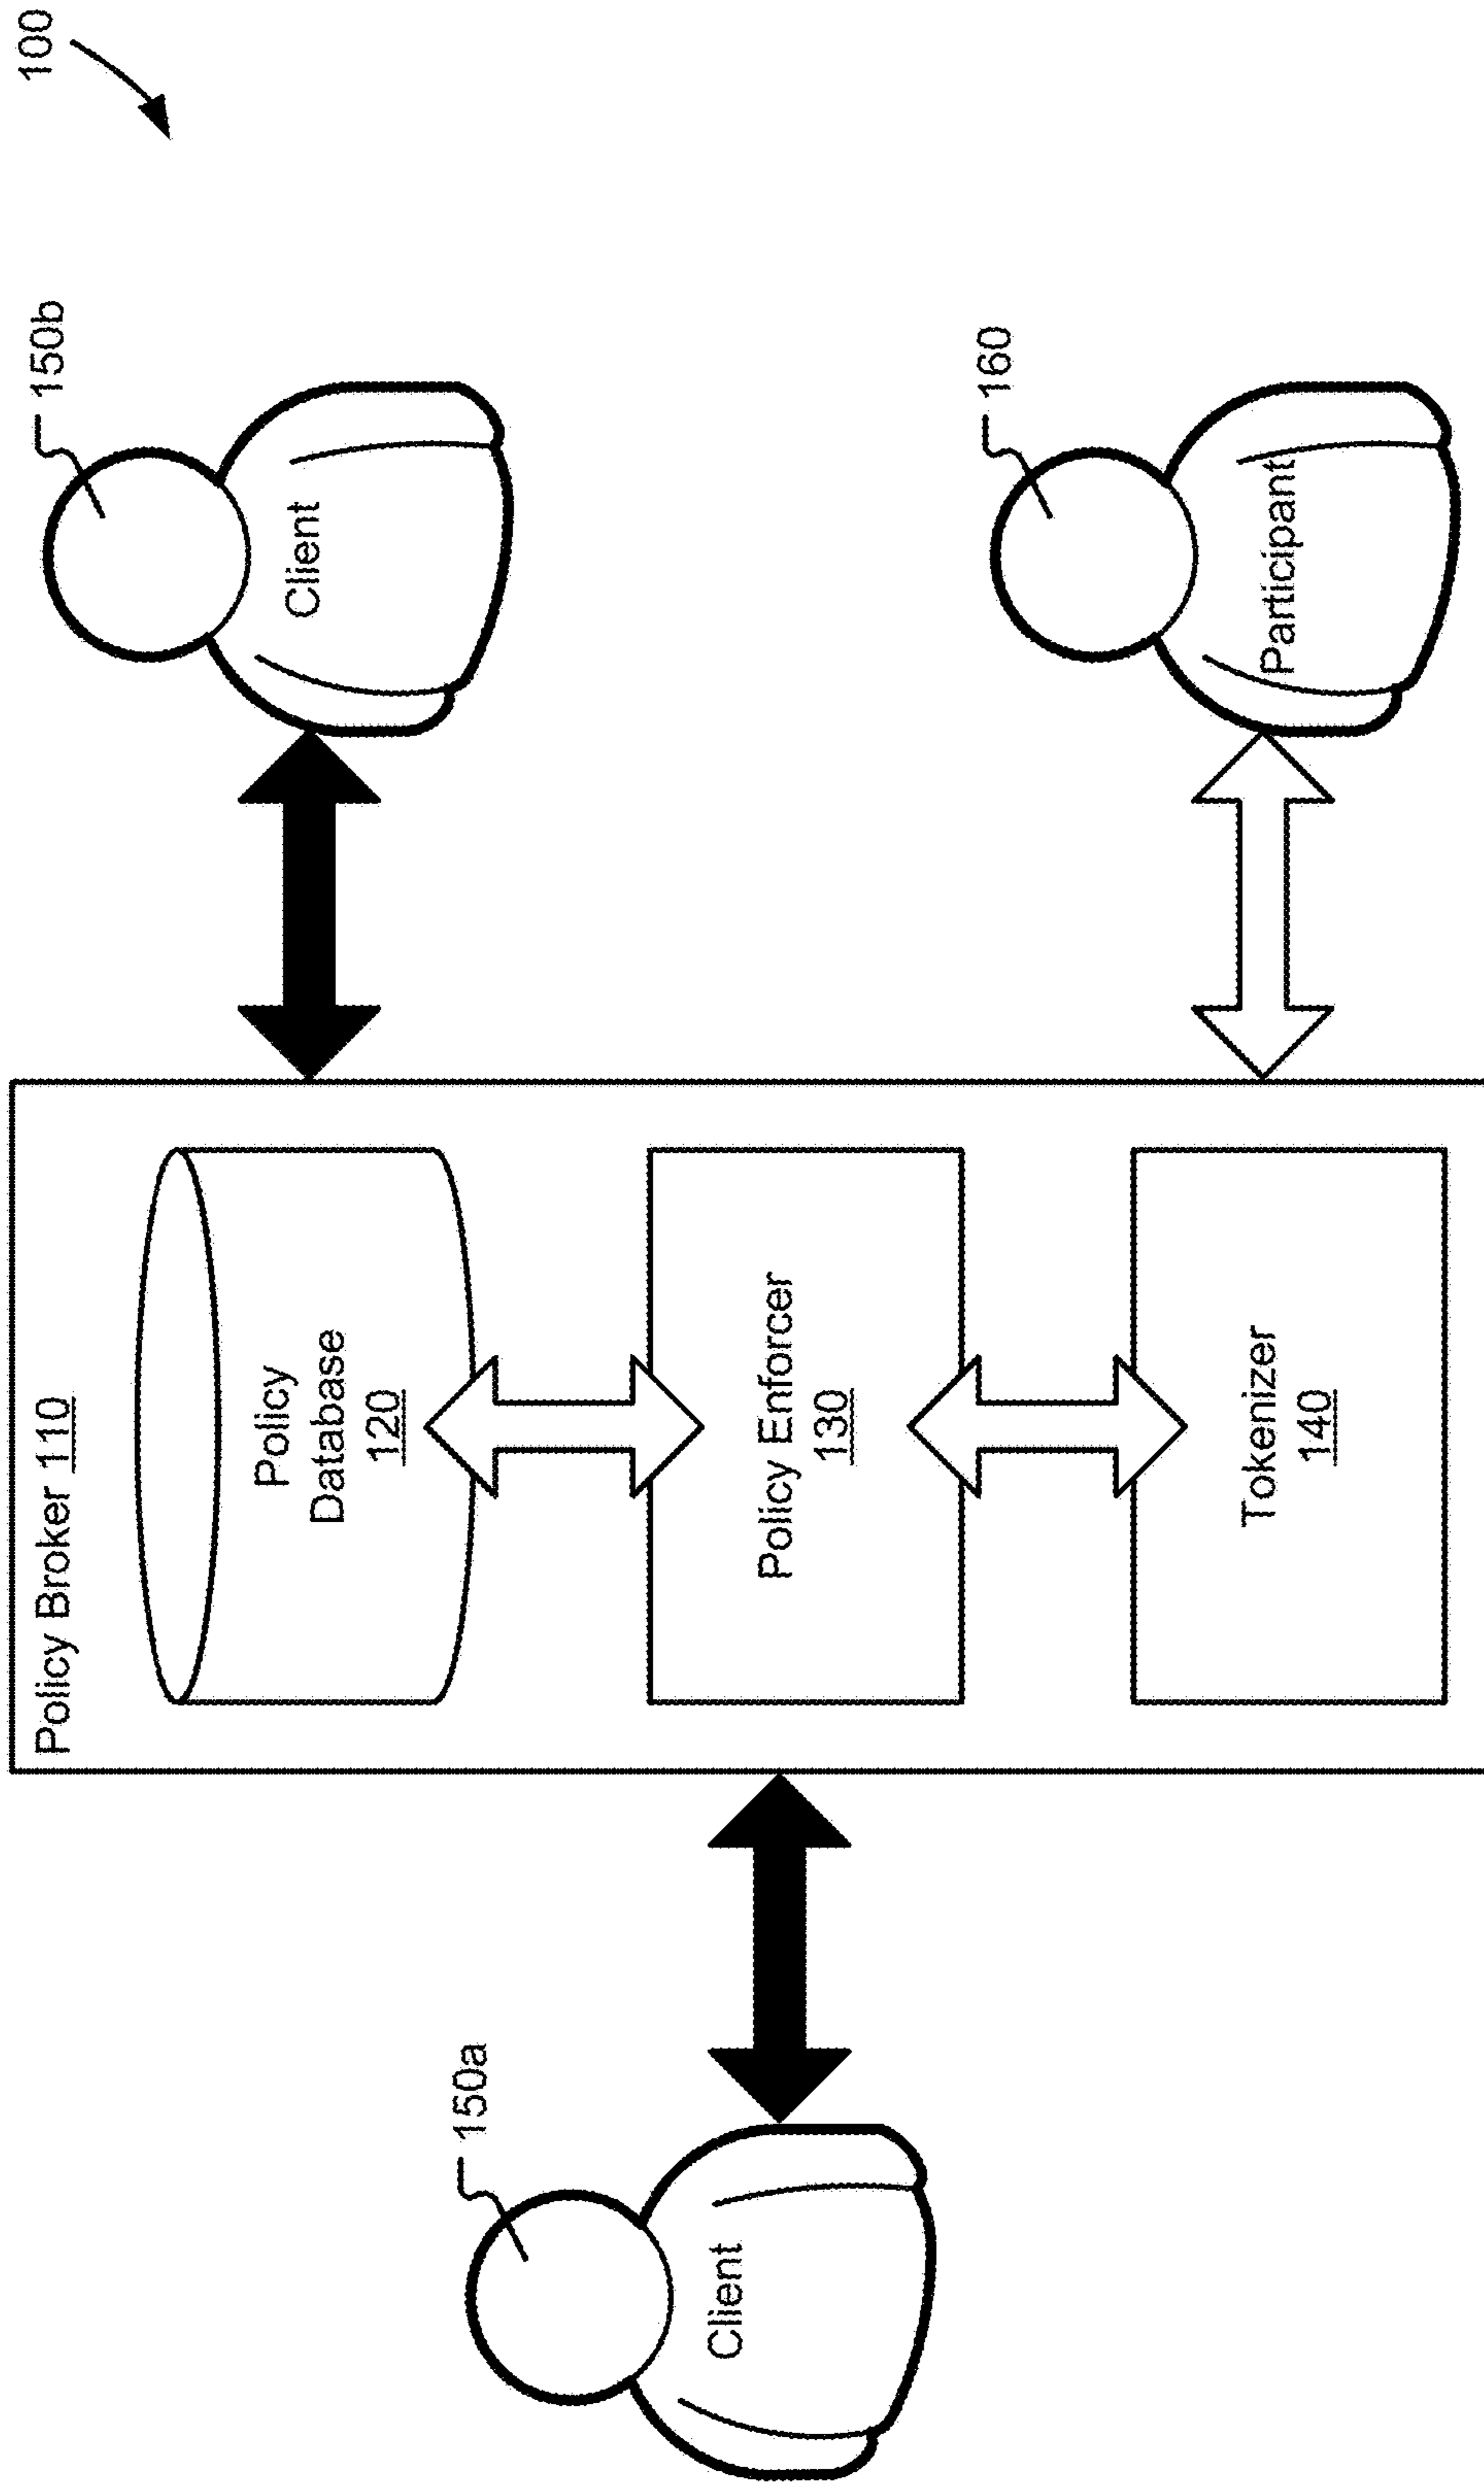 100
Policy Broker 110
Policy
Database
120
Policy Enforcer
130
Tokenizer
140
150a
Client
150b
Client
160
Participant